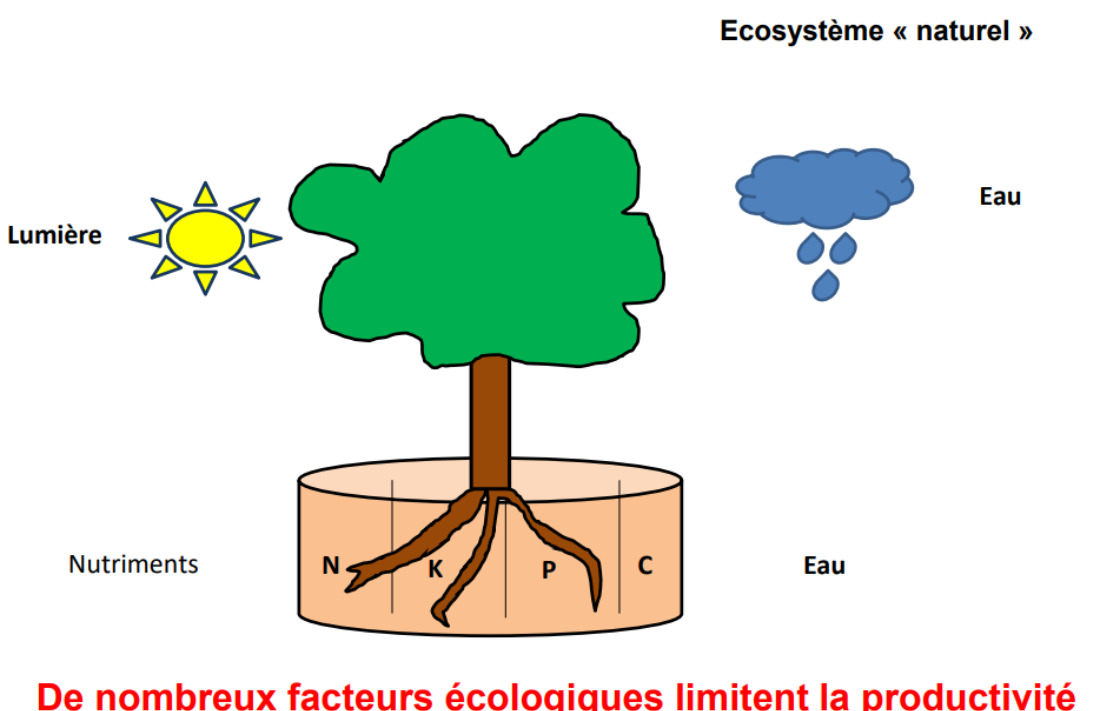 Ecosystème « naturel »
Lumière
Eau
Nutriments
N
K
P
C
Eau
De nombreux facteurs écologiques limitent la productivité